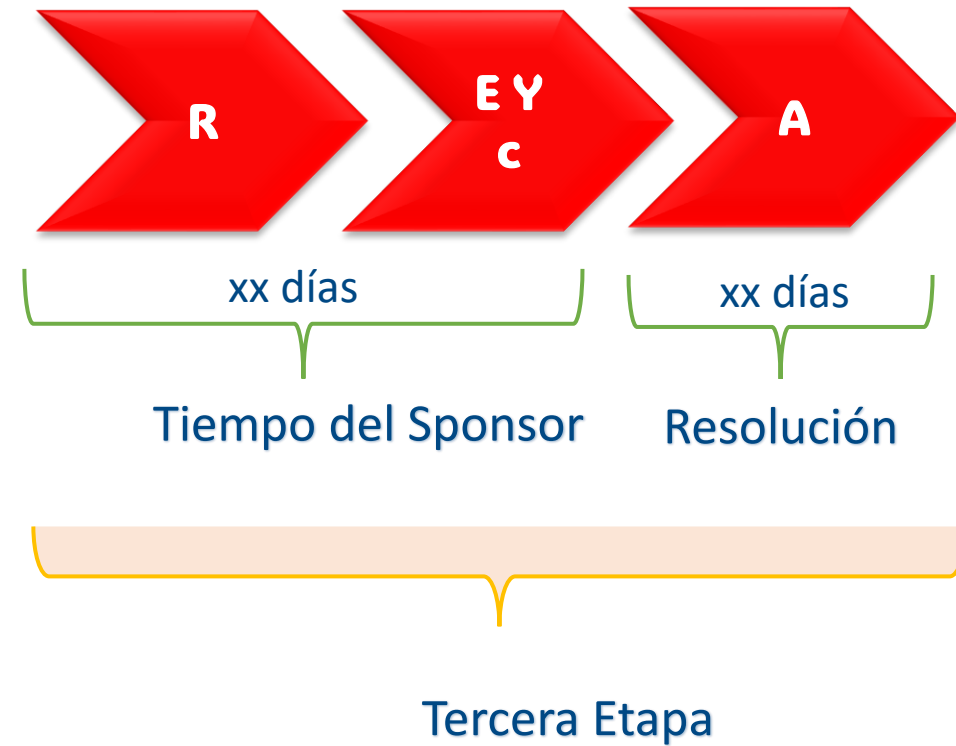 R
E Y
c
A
xx días
xx días
Tiempo del Sponsor
Resolución
Tercera Etapa